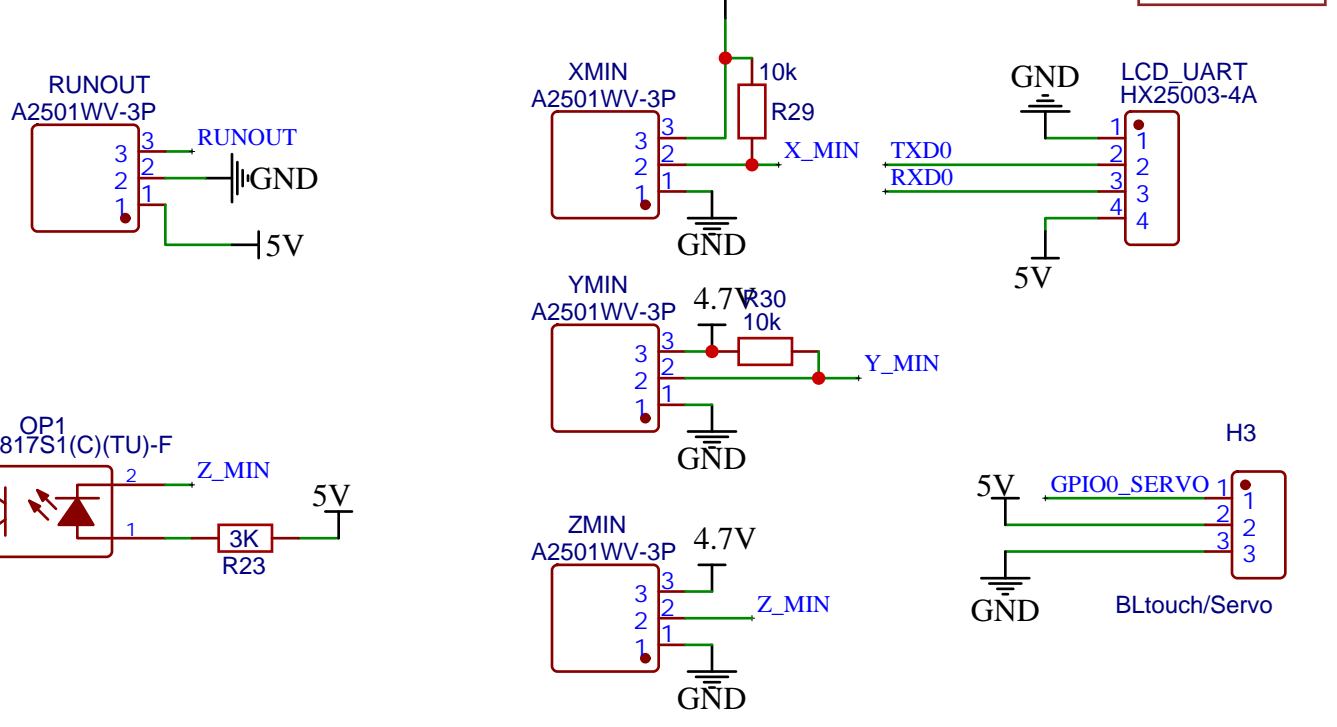 RUNOUT
A2501WV-3P
3
2
1
3
2
1
RUNOUT
GND
5V
XMIN
A2501WV-3P
3
2
1
3
2
1
10k
R29
X_MIN
GND
LCD_UART
HX25003-4A
GND
TXD0
RXD0
5V
1
2
3
4
1
2
3
4
YMIN
A2501WV-3P
3
2
1
3
2
1
4.7V
R30
10k
Y_MIN
GND
OP1
817S1(C)(TU)-F
2
1
Z_MIN
3K
R23
5V
ZMIN
A2501WV-3P
3
2
1
3
2
1
4.7V
Z_MIN
GND
H3
5V
GPIO0_SERVO
1
2
3
1
2
3
GND
BLtouch/Servo